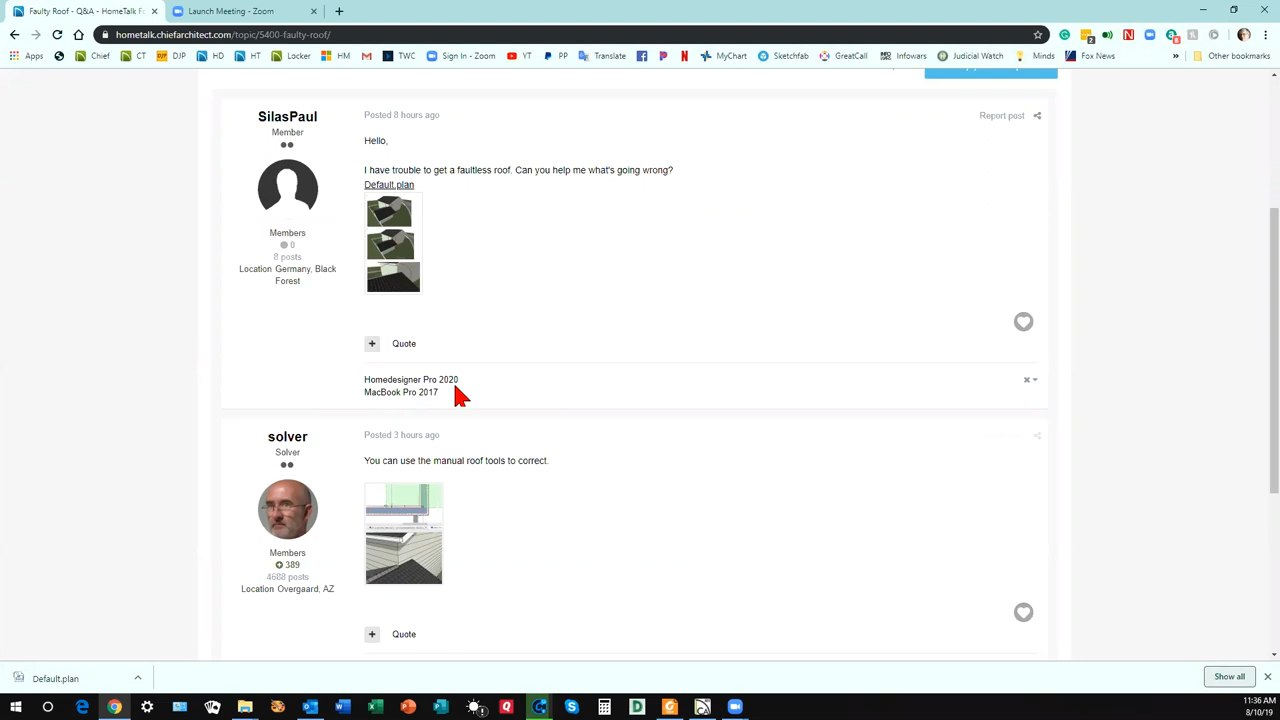 Faulty Roof - Q&A - HomeTalk Fo
Launch Meeting - Zoom
hometalk.chiefarchitect.com/topic/5400-faulty-roof/
Apps
Chief
CT
DJP
HD
HT
Locker
HM
TWC
Sign In - Zoom
YT
PP
Translate
MyChart
Sketchfab
GreatCall
Infowars
Judicial Watch
Minds
Fox News
Other bookmarks
SilasPaul
Member
Members
0
8 posts
Location Germany, Black
Forest
Posted 8 hours ago
Report post
Hello,
I have trouble to get a faultless roof. Can you help me what's going wrong?
Default.plan
+ Quote
Homedesigner Pro 2020
MacBook Pro 2017
solver
Solver
Members
389
4688 posts
Location Overgaard, AZ
Posted 3 hours ago
You can use the manual roof tools to correct.
+ Quote
Default.plan
Show all
11:36 AM
8/10/19